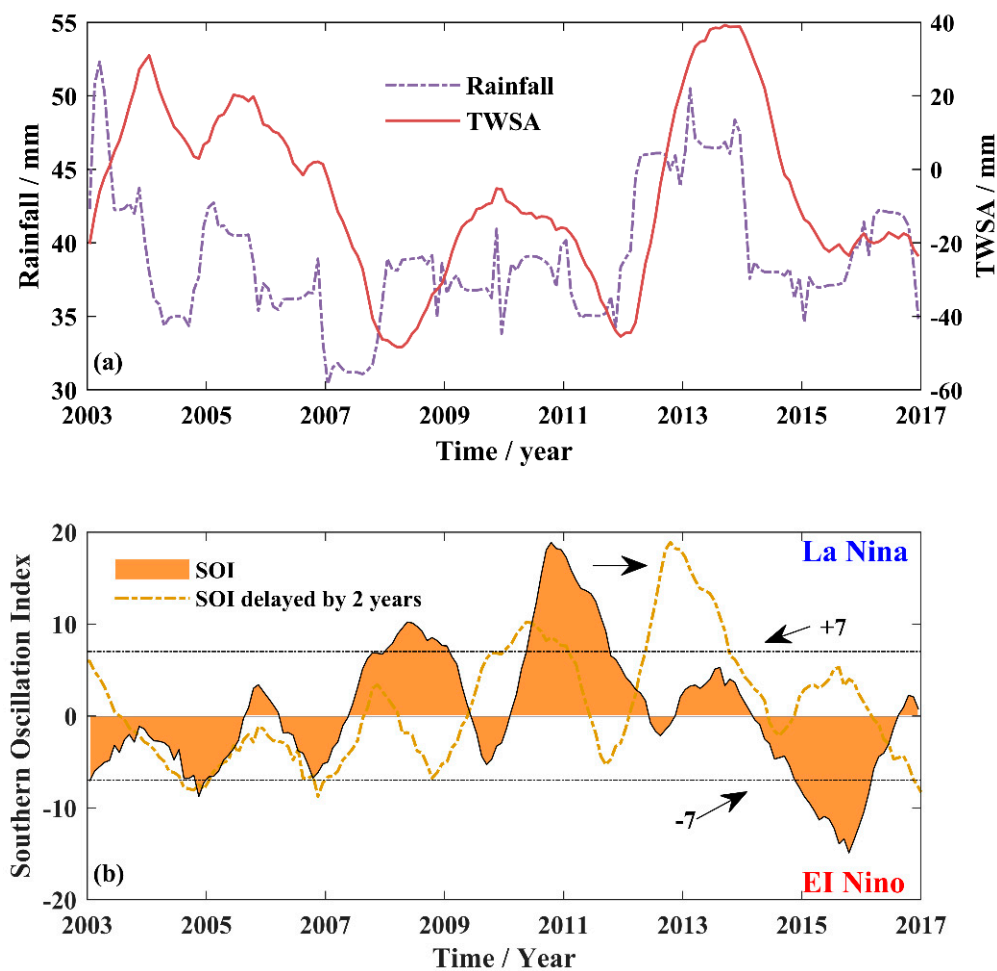 55
50
45
40
35
30
Rainfall / mm
40
20
0
-20
-40
-60
TWSA / mm
Rainfall
TWSA
(a)
2003 2005 2007 2009 2011 2013 2015 2017
Time / year
20
10
0
-10
-20
Southern Oscillation Index
SOI
SOI delayed by 2 years
La Nina
+7
-7
(b)
EI Nino
2003 2005 2007 2009 2011 2013 2015 2017
Time / Year